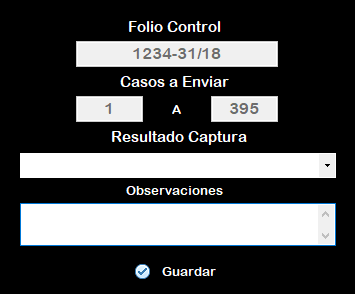 Folio Control
1234-31/18
Casos a Enviar
1 A 395
Resultado Captura
Observaciones
Guardar